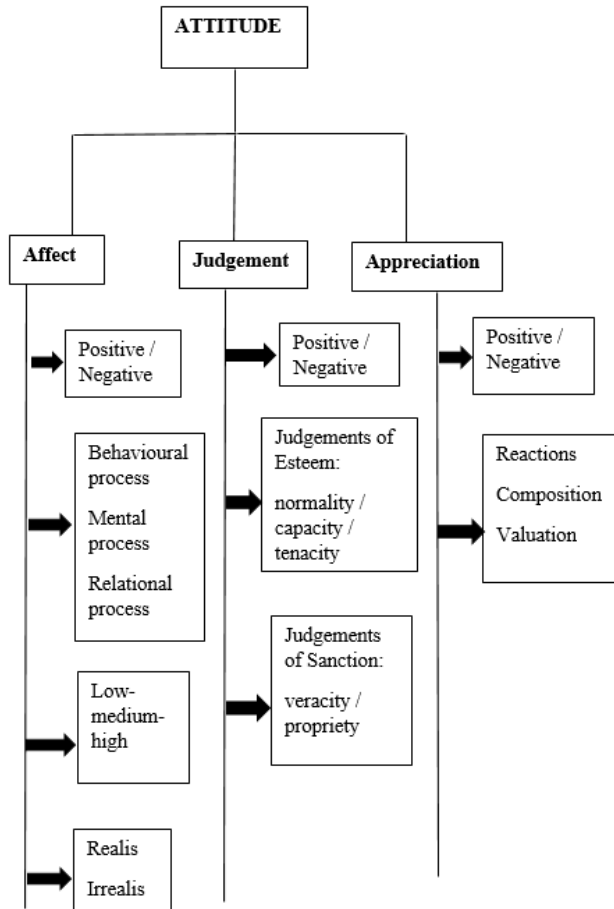 ATTITUDE
Affect
Judgement
Appreciation
Positive /
Negative
Behavioural
process
Mental
process
Relational
process
Low-
medium-
high
Realis
Irrealis
Positive /
Negative
Judgements of
Esteem:
normality /
capacity /
tenacity
Judgements
of Sanction:
veracity /
propriety
Positive /
Negative
Reactions
Composition
Valuation